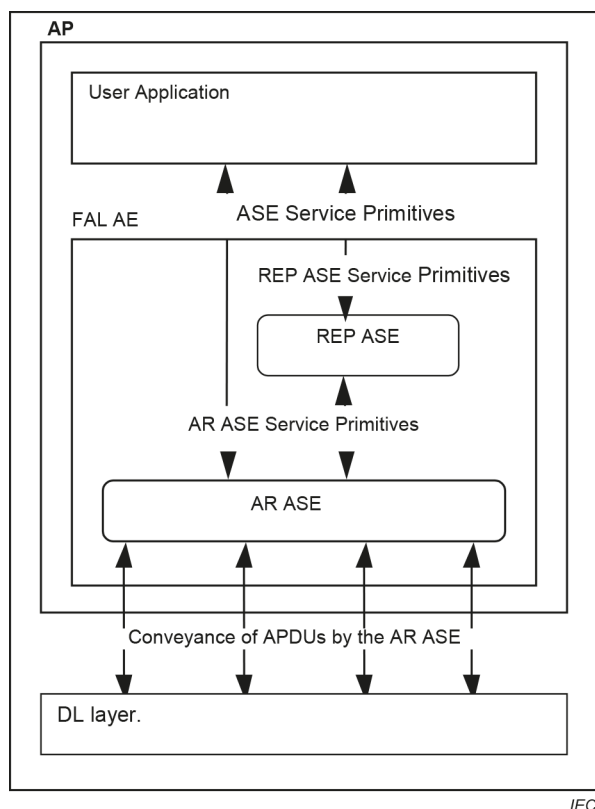 AP
User Application
ASE Service Primitives
FAL AE
REP ASE Service Primitives
REP ASE
AR ASE Service Primitives
AR ASE
Conveyance of APDUs by the AR ASE
DL layer.
IEC